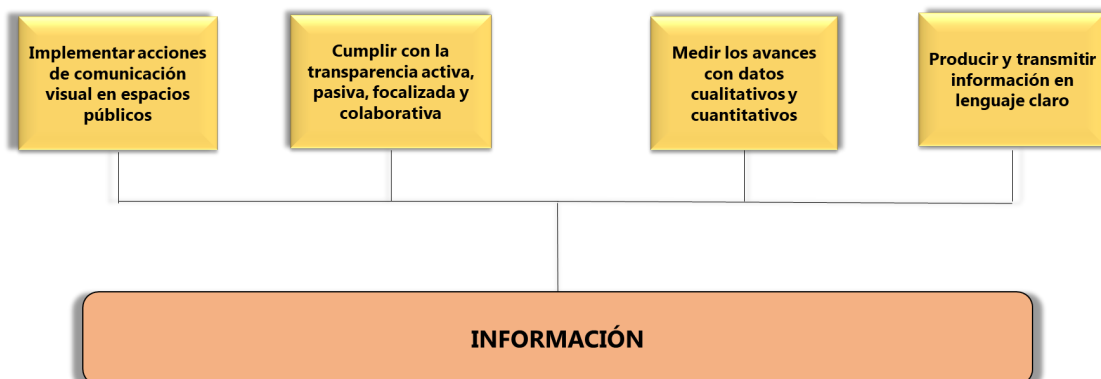 Implementar acciones
de comunicación
visual en espacios
públicos
Cumplir con la
transparencia activa,
pasiva, focalizada y
colaborativa
Medir los avances
con datos
cualitativos y
cuantitativos
Producir y transmitir
información en
lenguaje claro
INFORMACIÓN